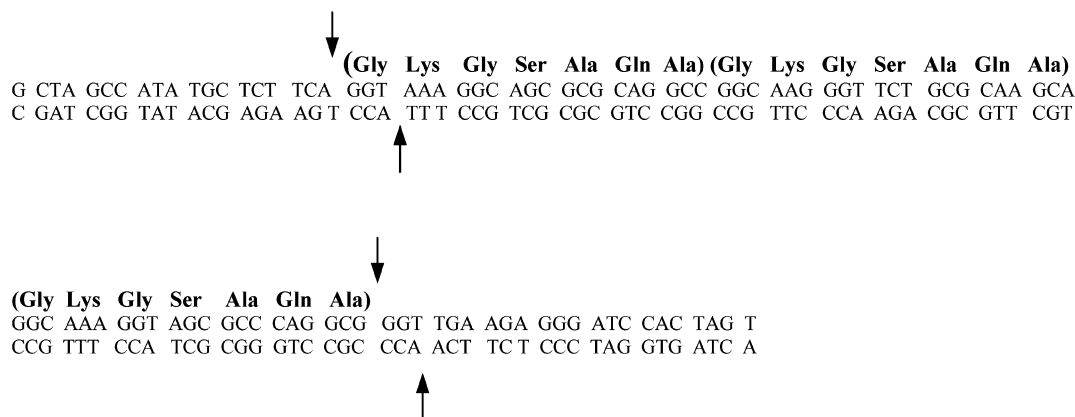 (Gly Lys Gly Ser Ala Gln Ala) (Gly Lys Gly Ser Ala Gln Ala)
G CTA GCC ATA TGC TCT TCA GGT AAA GGC AGC GCG CAG GCC GGC AAG GGT TCT GCG CAA GCA
C GAT CGG TAT ACG AGA AGT CCA TTT CCG TCG CGC GTC CGG CCG TTC CCA AGA CGC GTT CGT
(Gly Lys Gly Ser Ala Gln Ala)
GGC AAA GGT AGC GCC CAG GCG GGT TGA AGA GGG ATC CAC TAG T
CCG TTT CCA TCG CGG GTC CGC CCA ACT TCT CCC TAG GTG ATC A